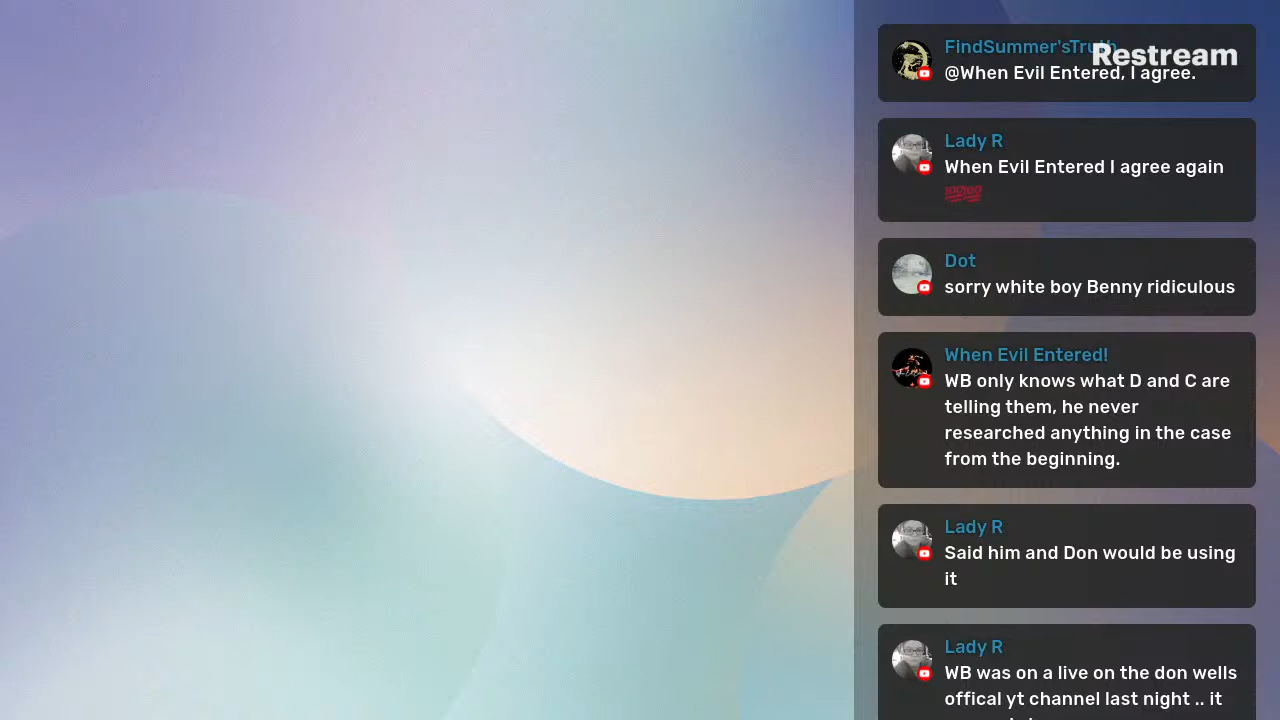 FindSummer'sTruth
Restream
@When Evil Entered, I agree.
Lady R
When Evil Entered I agree again
💯💯
Dot
sorry white boy Benny ridiculous
When Evil Entered!
WB only knows what D and C are
telling them, he never
researched anything in the case
from the beginning.
Lady R
Said him and Don would be using
it
Lady R
WB was on a live on the don wells
offical yt channel last night .. it